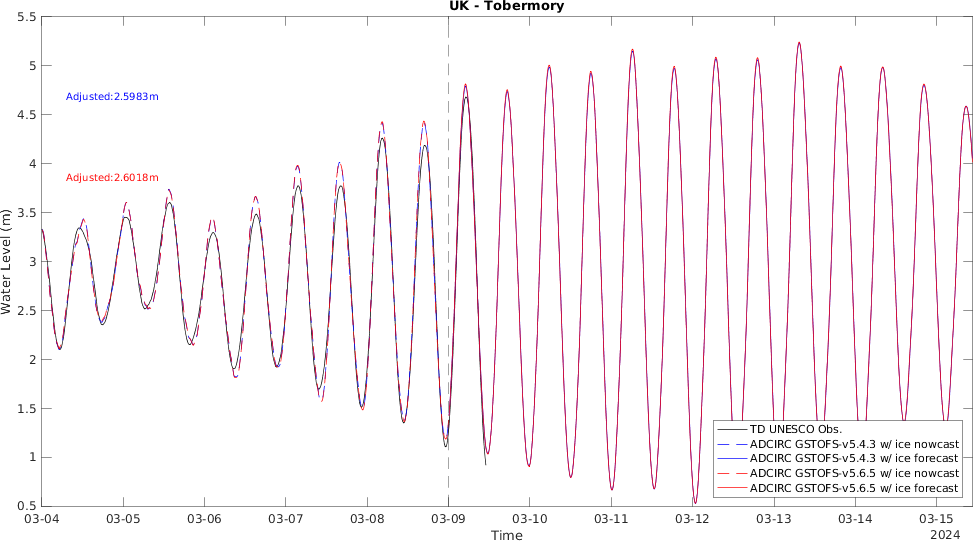 UK - Tobermory
Adjusted:2.5983m
Adjusted:2.6018m
Water Level (m)
5.5
5
4.5
4
3.5
3
2.5
2
1.5
1
0.5
TD UNESCO Obs.
ADCIRC GSTOFS-v5.4.3 w/ ice nowcast
ADCIRC GSTOFS-v5.4.3 w/ ice forecast
ADCIRC GSTOFS-v5.6.5 w/ ice nowcast
ADCIRC GSTOFS-v5.6.5 w/ ice forecast
03-04 03-05 03-06 03-07 03-08 03-09 03-10 03-11 03-12 03-13 03-14 03-15
2024
Time